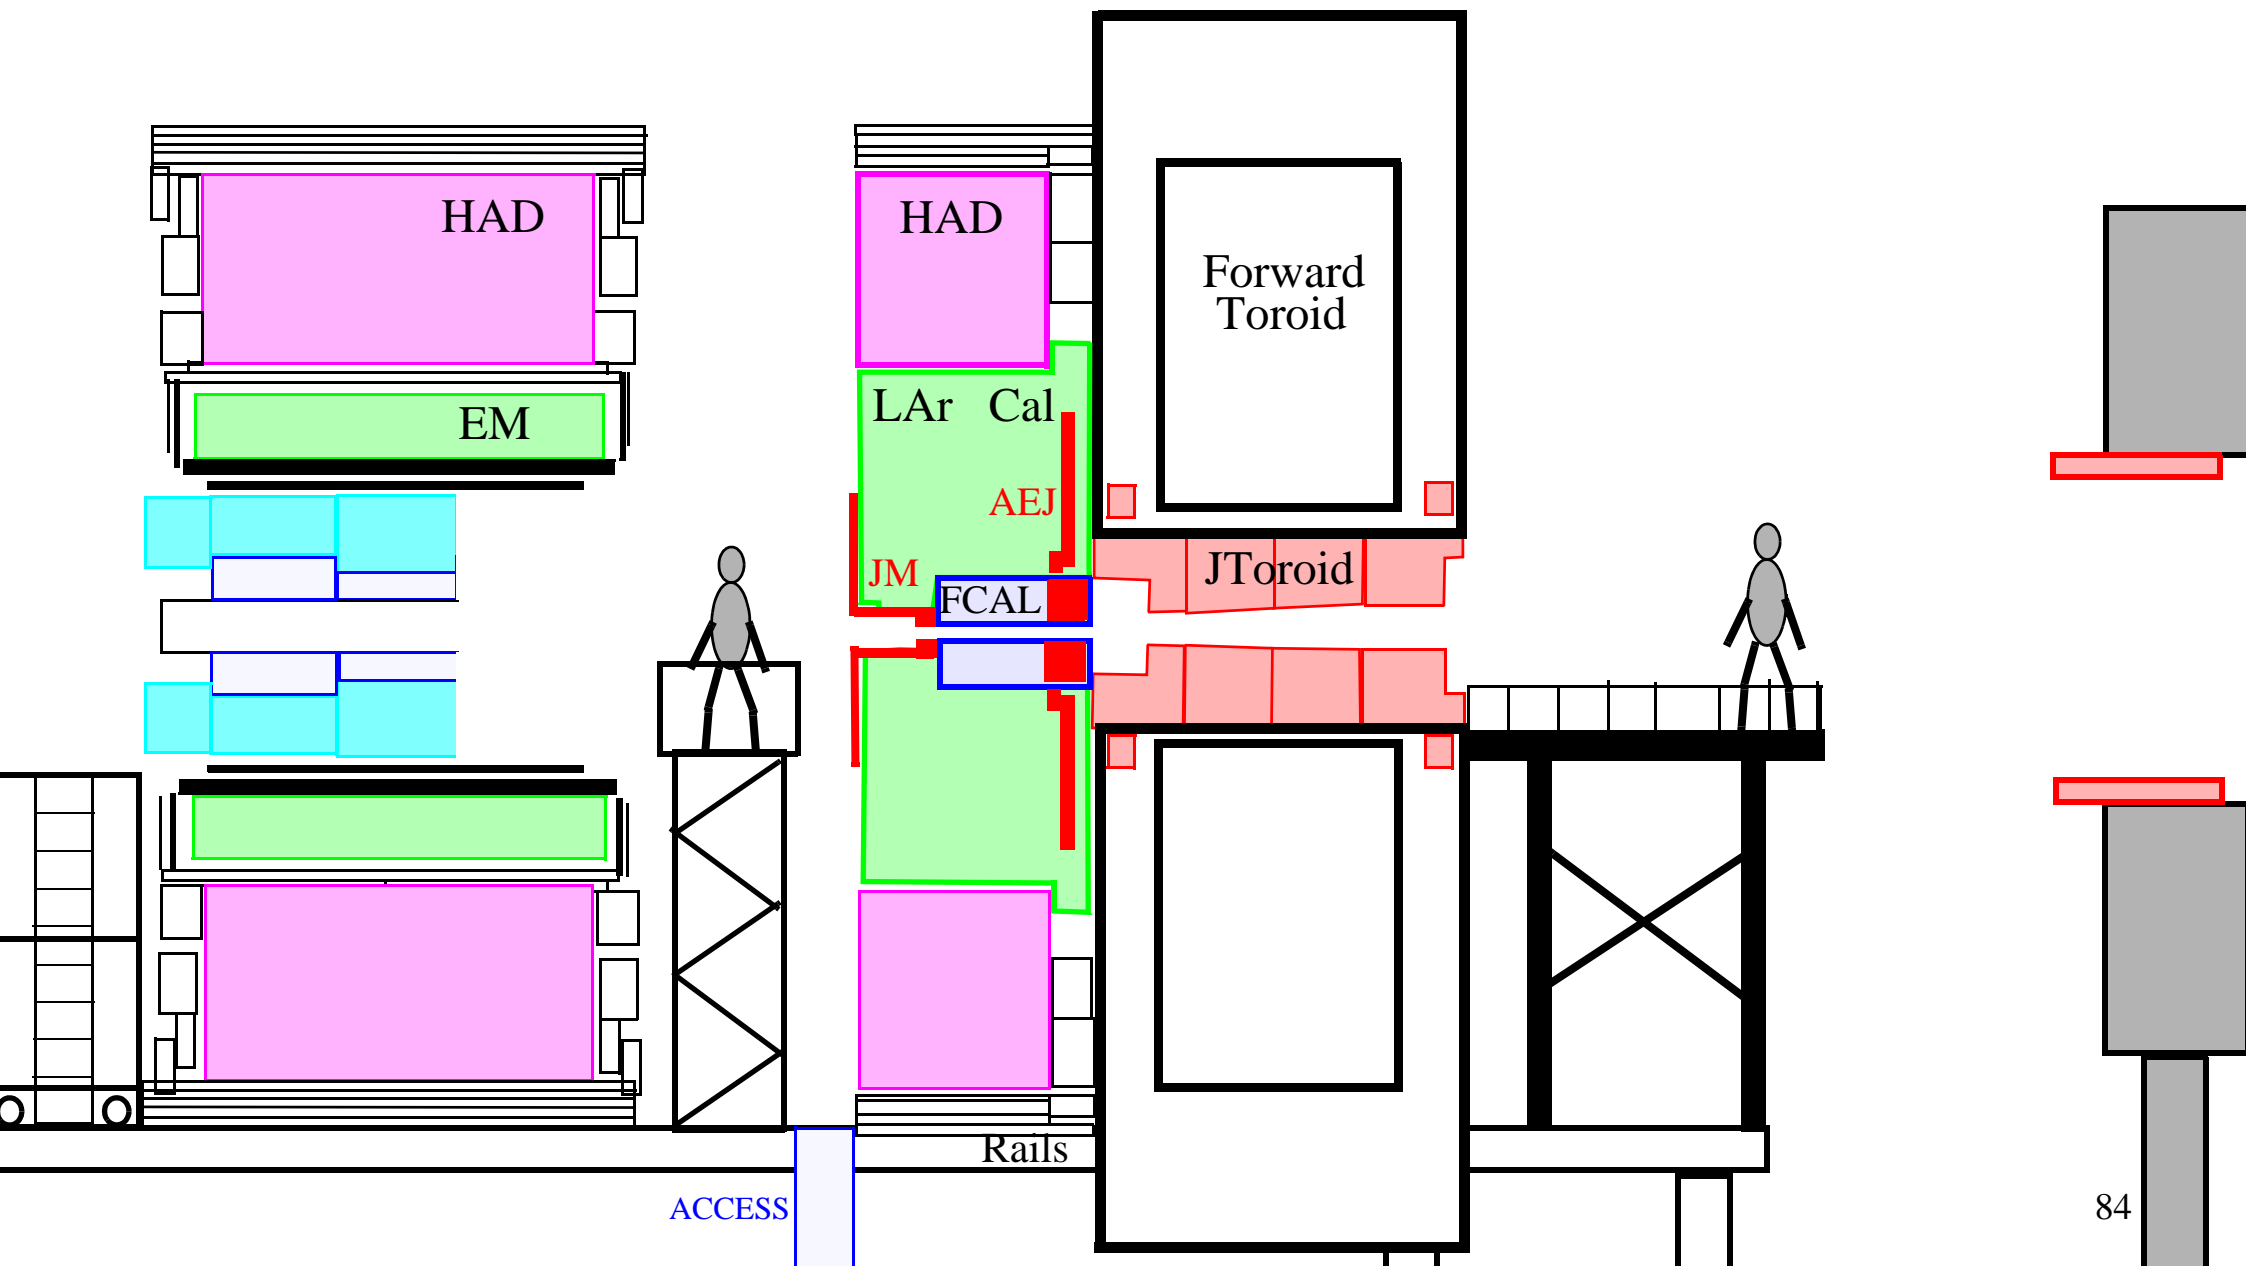 HAD
HAD
Forward
Toroid
LAr Cal
EM
AEJ
JM
JToroid
FCAL
Rails
ACCESS
84